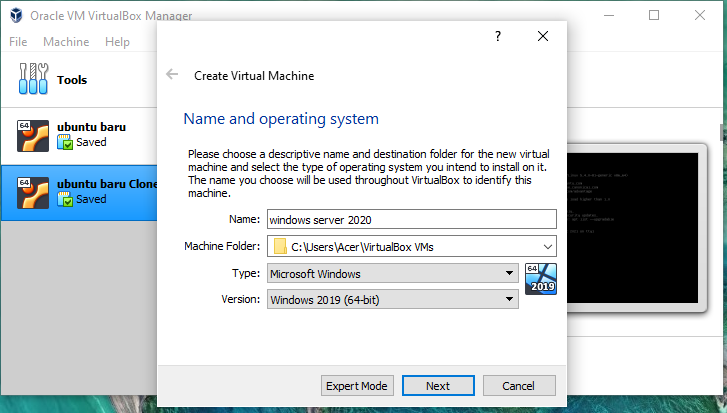 Oracle VM VirtualBox Manager
File Machine Help
Tools
64
ubuntu baru
Saved
64
ubuntu baru Clone
Saved
?
Create Virtual Machine
Name and operating system
Please choose a descriptive name and destination folder for the new virtual
machine and select the type of operating system you intend to install on it.
The name you choose will be used throughout VirtualBox to identify this
machine.
Name: windows server 2020
Machine Folder: C:\Users\Acer\VirtualBox VMs
Type: Microsoft Windows
64
2019
Version: Windows 2019 (64-bit)
Expert Mode Next Cancel